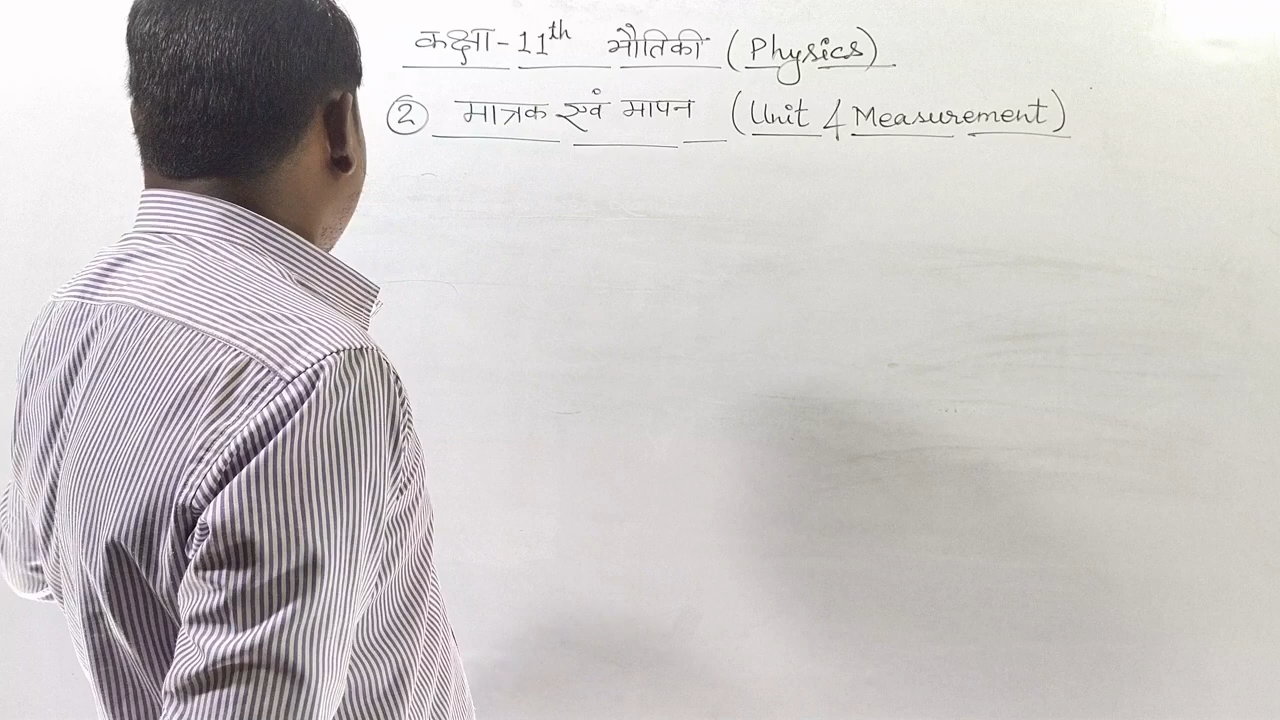 कक्षा - 11th भौतिकी (Physics)
② मात्रक एवं मापन (Unit & Measurement)